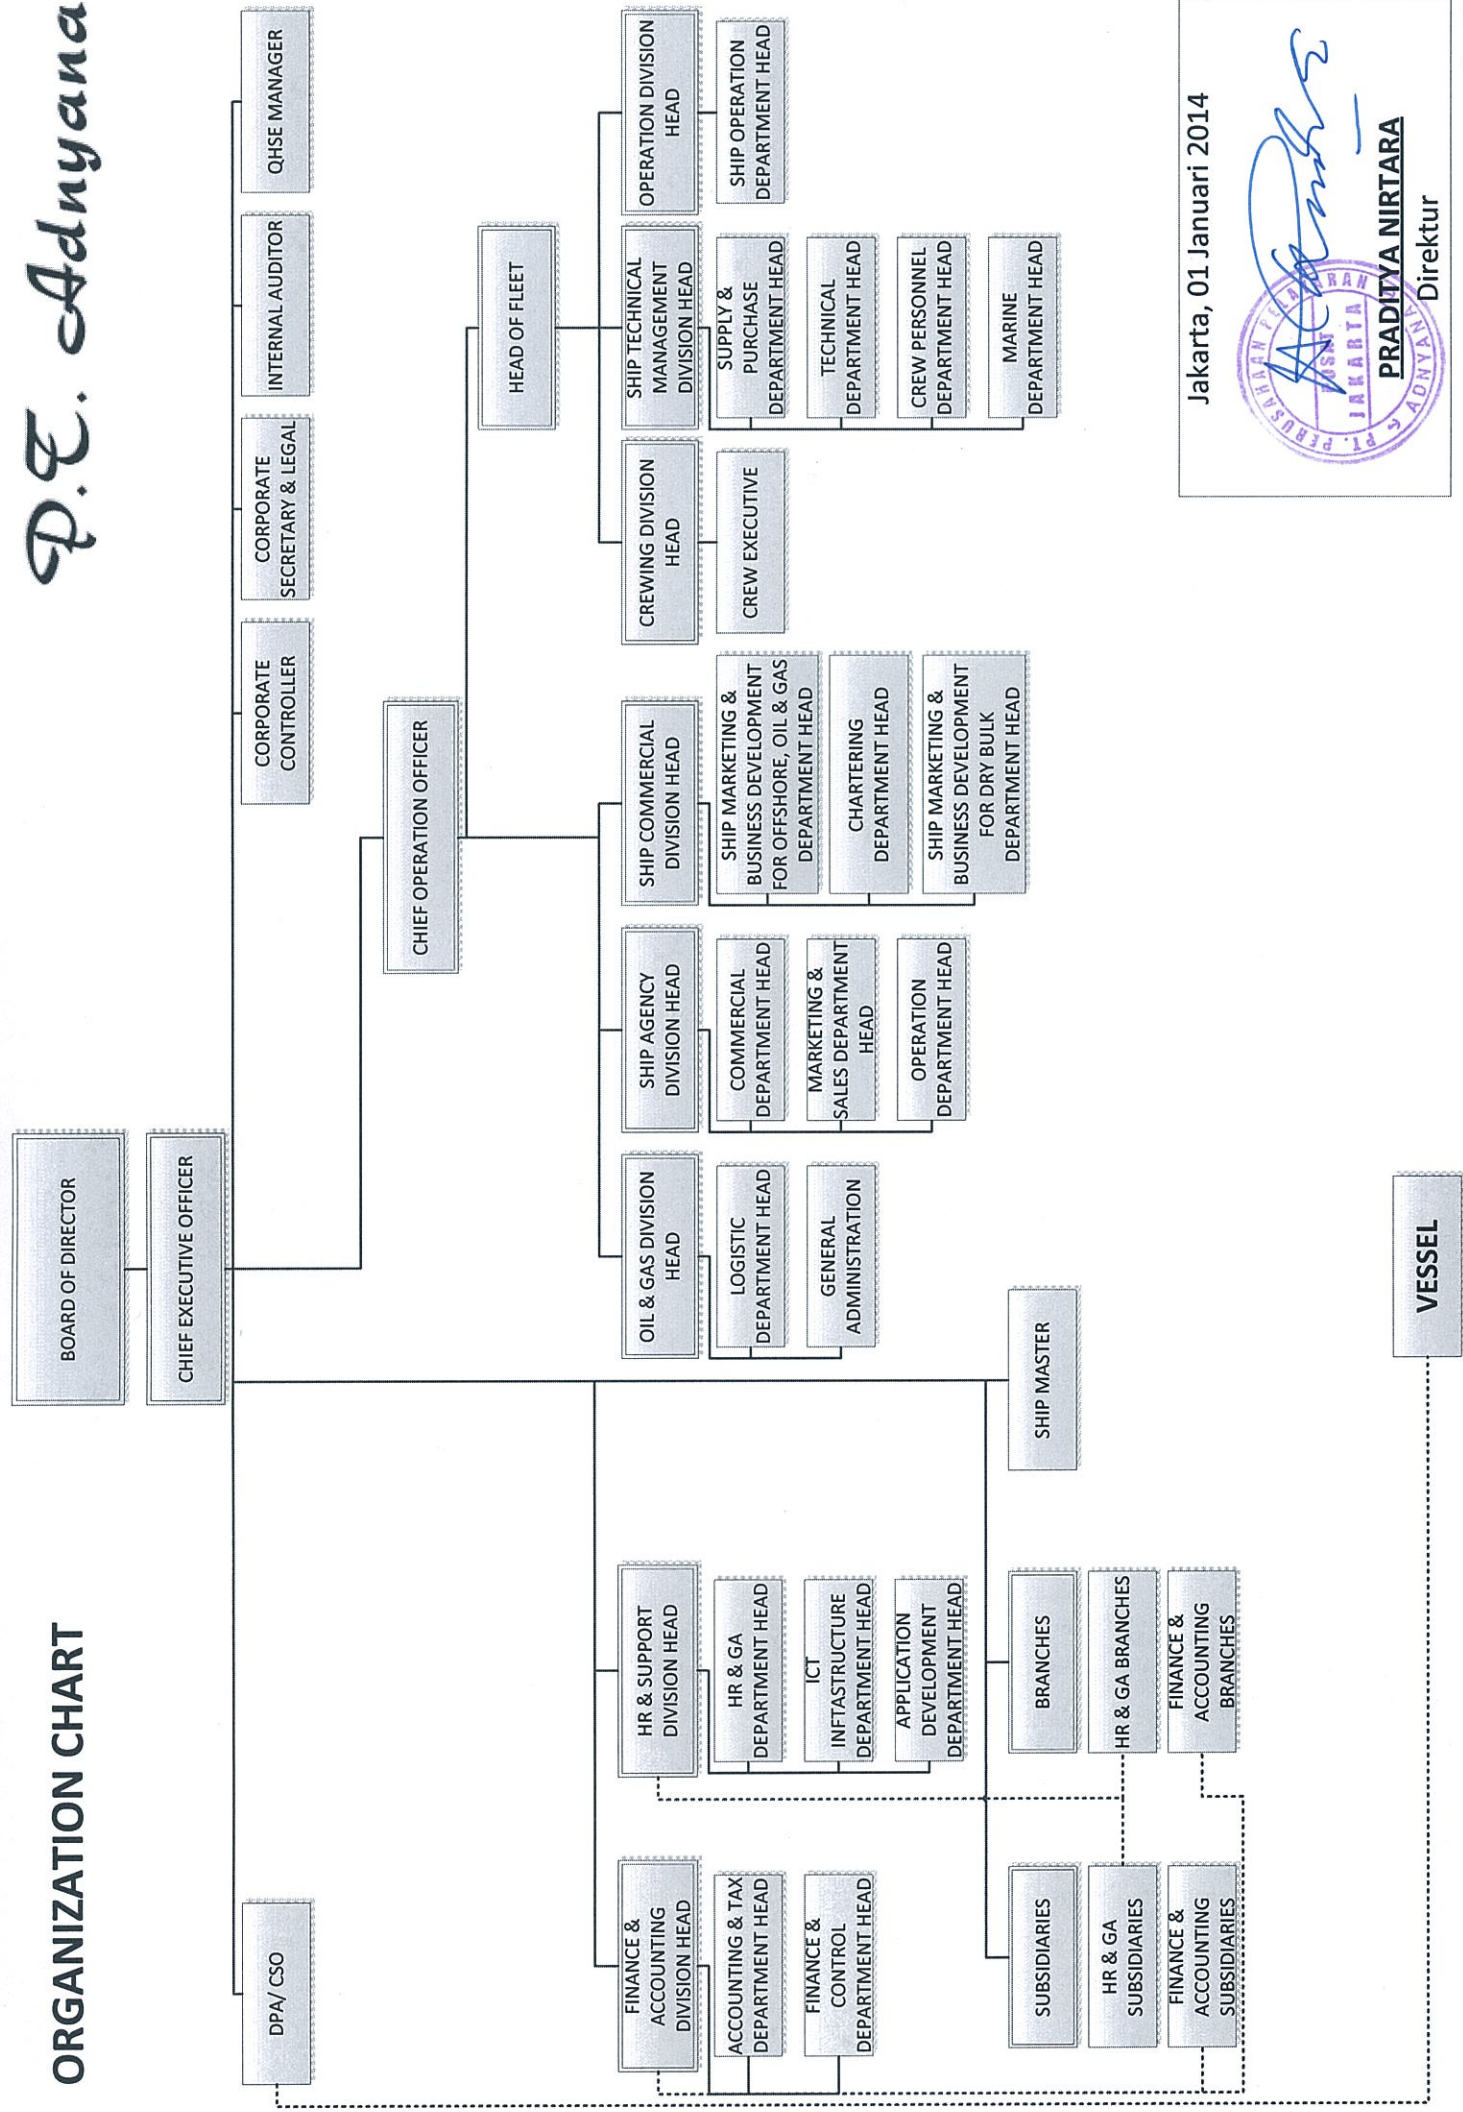 ORGANIZATION CHART
P.T. Adnyana
BOARD OF DIRECTOR
CHIEF EXECUTIVE OFFICER
DPA/ CSO
CORPORATE
CONTROLLER
CORPORATE
SECRETARY & LEGAL
INTERNAL AUDITOR
QHSE MANAGER
CHIEF OPERATION OFFICER
HEAD OF FLEET
FINANCE &
ACCOUNTING
DIVISION HEAD
ACCOUNTING & TAX
DEPARTMENT HEAD
FINANCE &
CONTROL
DEPARTMENT HEAD
HR & SUPPORT
DIVISION HEAD
HR & GA
DEPARTMENT HEAD
ICT
INFTASTRUCTURE
DEPARTMENT HEAD
APPLICATION
DEVELOPMENT
DEPARTMENT HEAD
OIL & GAS DIVISION
HEAD
LOGISTIC
DEPARTMENT HEAD
GENERAL
ADMINISTRATION
SHIP AGENCY
DIVISION HEAD
COMMERCIAL
DEPARTMENT HEAD
MARKETING &
SALES DEPARTMENT
HEAD
OPERATION
DEPARTMENT HEAD
SHIP COMMERCIAL
DIVISION HEAD
SHIP MARKETING &
BUSINESS DEVELOPMENT
FOR OFFSHORE, OIL & GAS
DEPARTMENT HEAD
CHARTERING
DEPARTMENT HEAD
SHIP MARKETING &
BUSINESS DEVELOPMENT
FOR DRY BULK
DEPARTMENT HEAD
CREWING DIVISION
HEAD
CREW EXECUTIVE
SHIP TECHNICAL
MANAGEMENT
DIVISION HEAD
SUPPLY &
PURCHASE
DEPARTMENT HEAD
TECHNICAL
DEPARTMENT HEAD
CREW PERSONNEL
DEPARTMENT HEAD
MARINE
DEPARTMENT HEAD
OPERATION DIVISION
HEAD
SHIP OPERATION
DEPARTMENT HEAD
SUBSIDIARIES
HR & GA
SUBSIDIARIES
FINANCE &
ACCOUNTING
SUBSIDIARIES
BRANCHES
HR & GA BRANCHES
FINANCE &
ACCOUNTING
BRANCHES
SHIP MASTER
VESSEL
Jakarta, 01 Januari 2014
PT. PERUSAHAAN
ADNYANA
PUSAT
JAKARTA
PRADITYA NIRTARA
Direktur